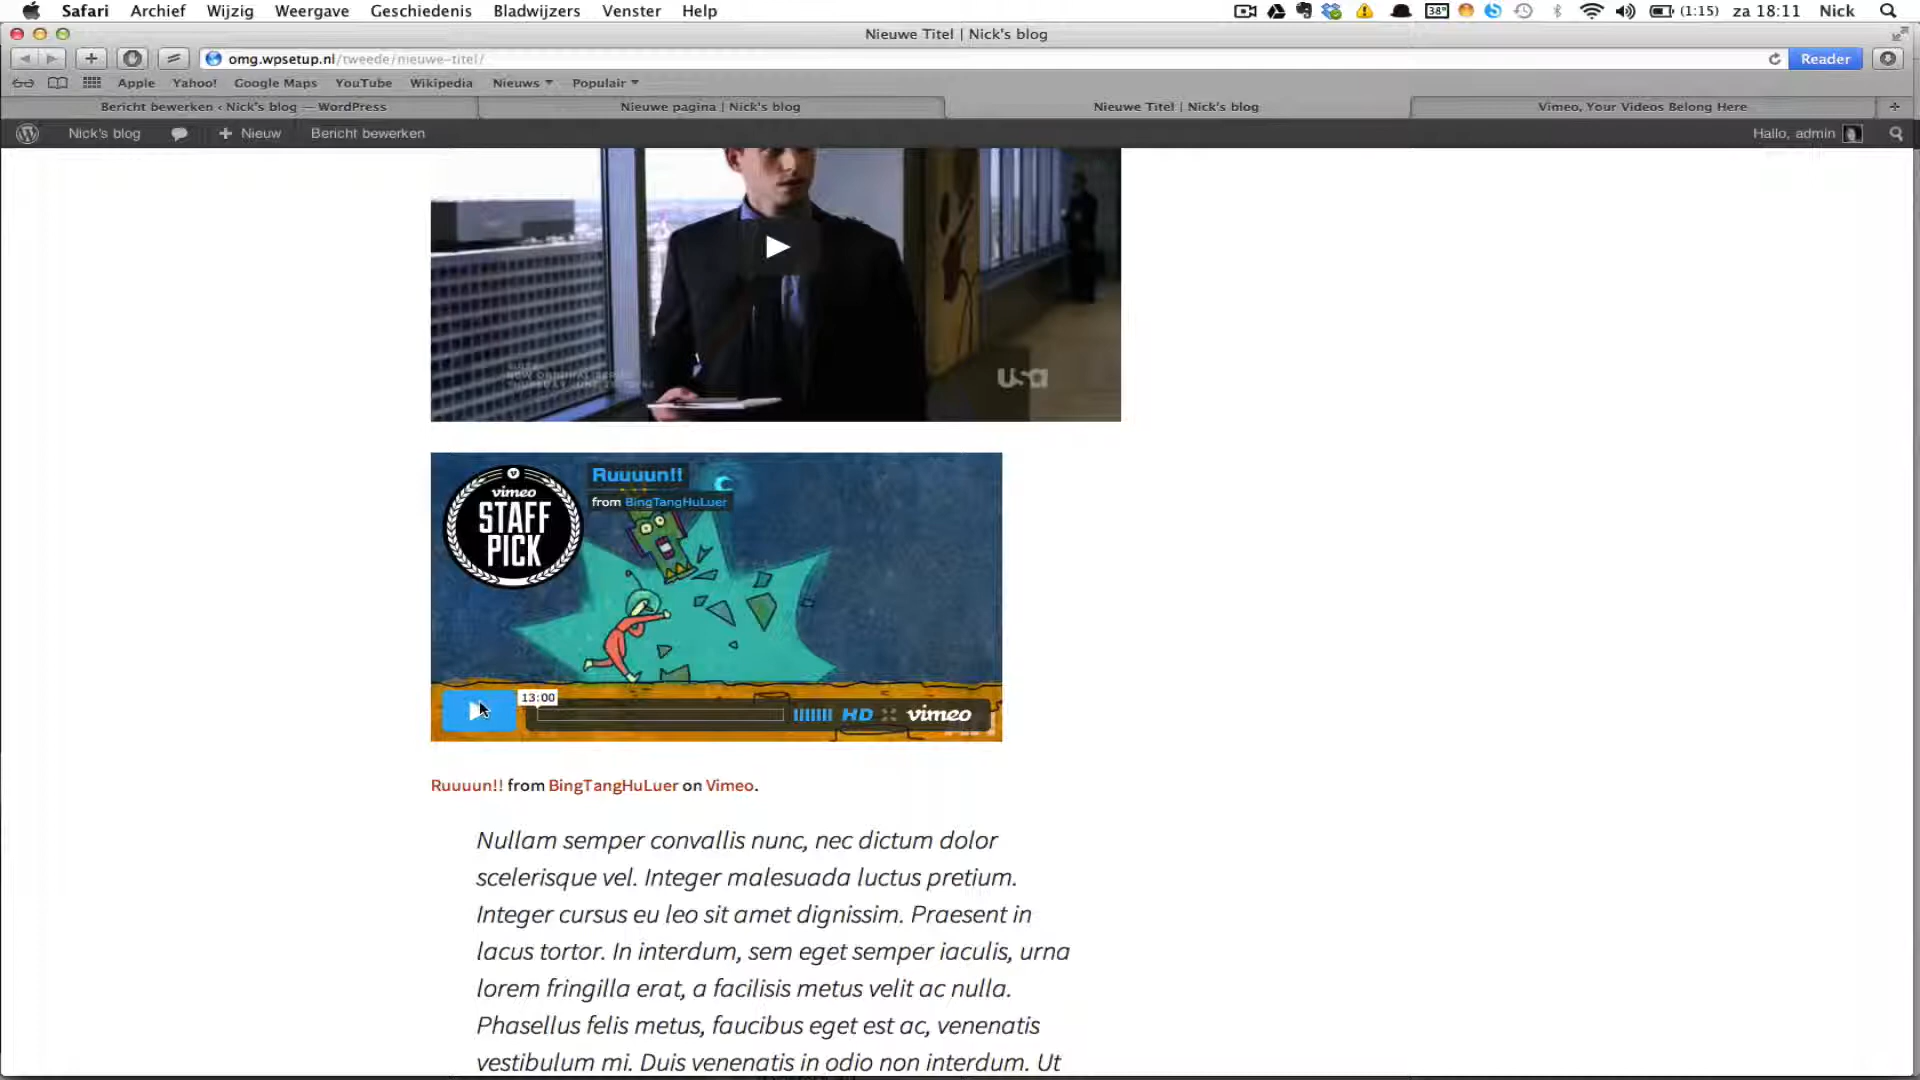 Safari Archief Wijzig Weergave Geschiedenis Bladwijzers Venster Help 38° (1:15) za 18:11 Nick
Nieuwe Titel | Nick's blog
omg.wpsetup.nl/tweede/nieuwe-titel/ Reader
Apple Yahoo! Google Maps YouTube Wikipedia Nieuws Populair
Bericht bewerken ‹ Nick's blog — WordPress Nieuwe pagina | Nick's blog Nieuwe Titel | Nick's blog Vimeo, Your Videos Belong Here
Nick's blog + Nieuw Bericht bewerken Hallo, admin
usa
vimeo
STAFF
PICK
Ruuuun!!
from BingTangHuLuer
13:00
HD vimeo
Ruuuun!! from BingTangHuLuer on Vimeo.
Nullam semper convallis nunc, nec dictum dolor
scelerisque vel. Integer malesuada luctus pretium.
Integer cursus eu leo sit amet dignissim. Praesent in
lacus tortor. In interdum, sem eget semper iaculis, urna
lorem fringilla erat, a facilisis metus velit ac nulla.
Phasellus felis metus, faucibus eget est ac, venenatis
vestibulum mi. Duis venenatis in odio non interdum. Ut